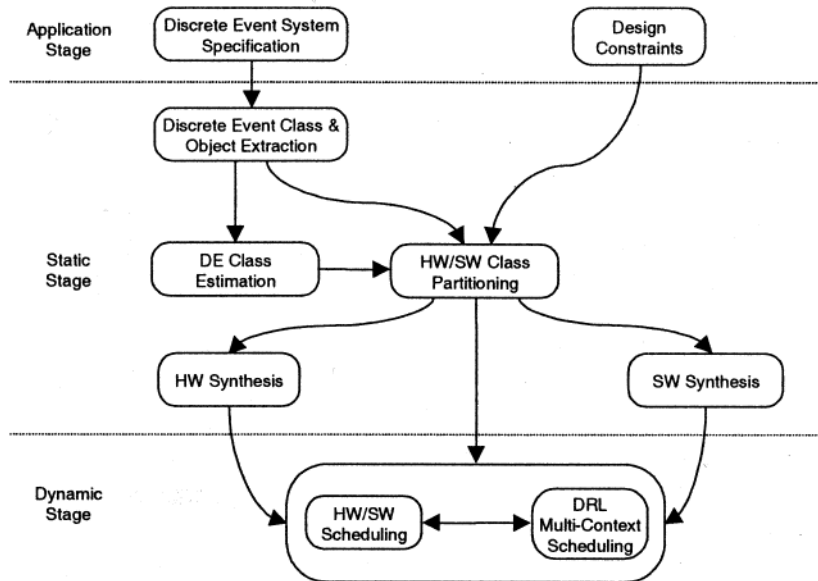 Application
Stage
Discrete Event System
Specification
Design
Constraints
Discrete Event Class &
Object Extraction
Static
Stage
DE Class
Estimation
HW/SW Class
Partitioning
HW Synthesis
SW Synthesis
Dynamic
Stage
HW/SW
Scheduling
DRL
Multi-Context
Scheduling